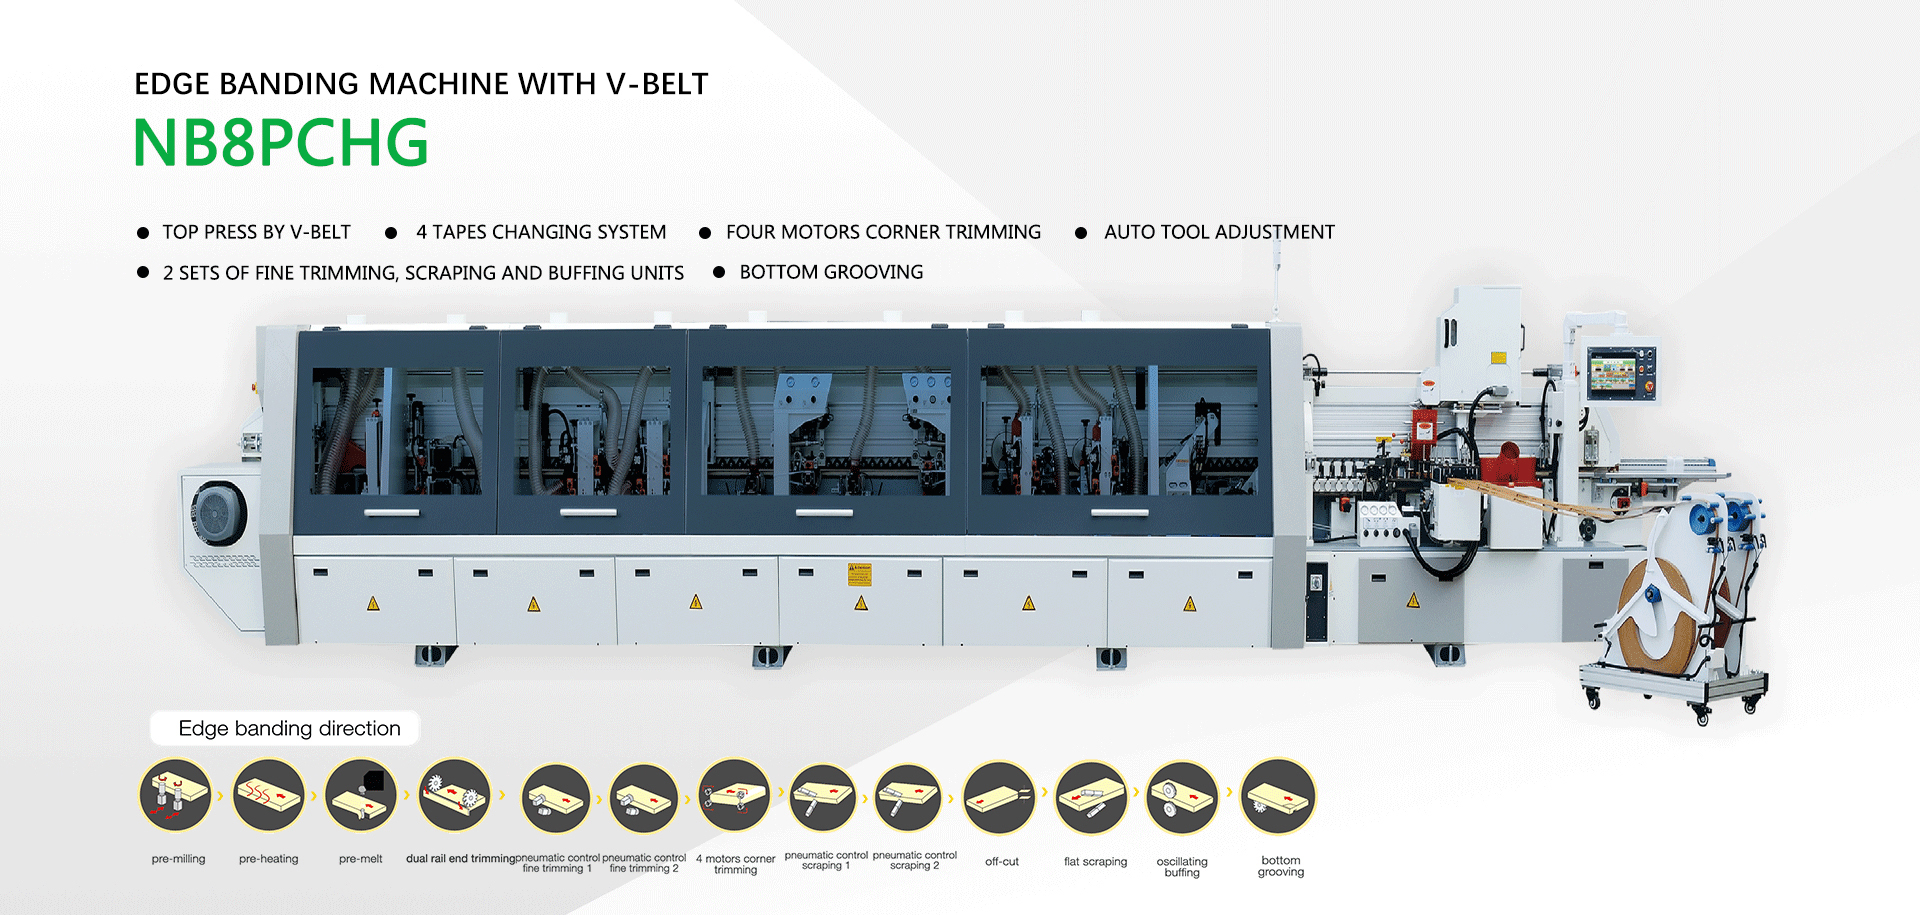 EDGE BANDING MACHINE WITH V-BELT
NB8PCHG
● TOP PRESS BY V-BELT ● 4 TAPES CHANGING SYSTEM ● FOUR MOTORS CORNER TRIMMING ● AUTO TOOL ADJUSTMENT
● 2 SETS OF FINE TRIMMING, SCRAPING AND BUFFING UNITS ● BOTTOM GROOVING
Edge banding direction
pre-milling
pre-heating
pre-melt
dual rail end trimming
pneumatic control
fine trimming 1
pneumatic control
fine trimming 2
4 motors corner
trimming
pneumatic control
scraping 1
pneumatic control
scraping 2
off-cut
flat scraping
oscillating
buffing
bottom
grooving